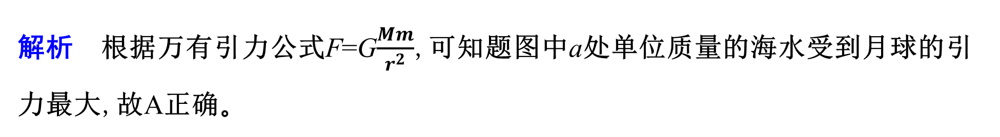 解析 根据万有引力公式F=G\frac{Mm}{r^2}, 可知题图中a处单位质量的海水受到月球的引
力最大, 故A正确。